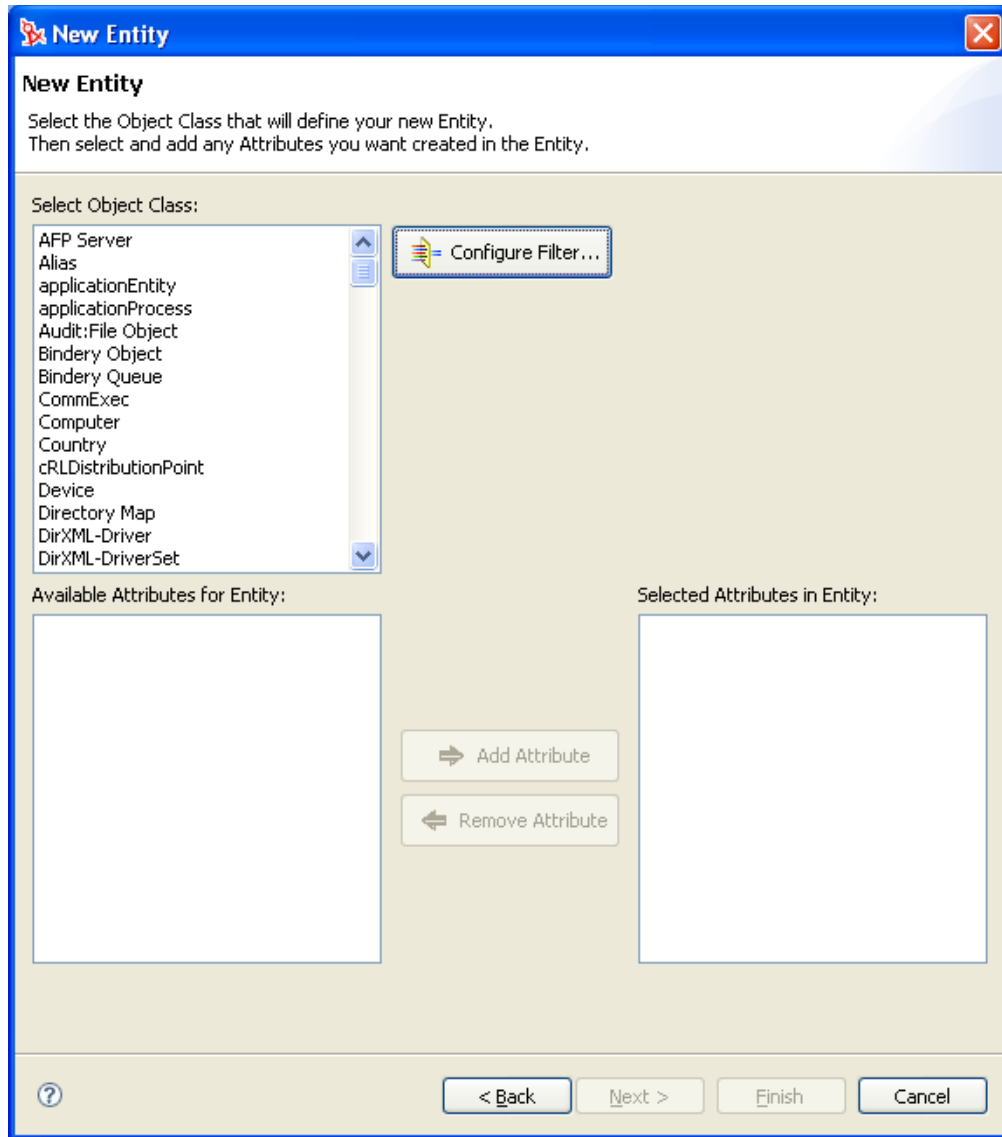 New Entity
New Entity
Select the Object Class that will define your new Entity.
Then select and add any Attributes you want created in the Entity.
Select Object Class:
AFP Server
Alias
applicationEntity
applicationProcess
Audit:File Object
Bindery Object
Bindery Queue
CommExec
Computer
Country
cRLDistributionPoint
Device
Directory Map
DirXML-Driver
DirXML-DriverSet
Configure Filter...
Available Attributes for Entity:
Selected Attributes in Entity:
Add Attribute
Remove Attribute
?
< Back
Next >
Finish
Cancel